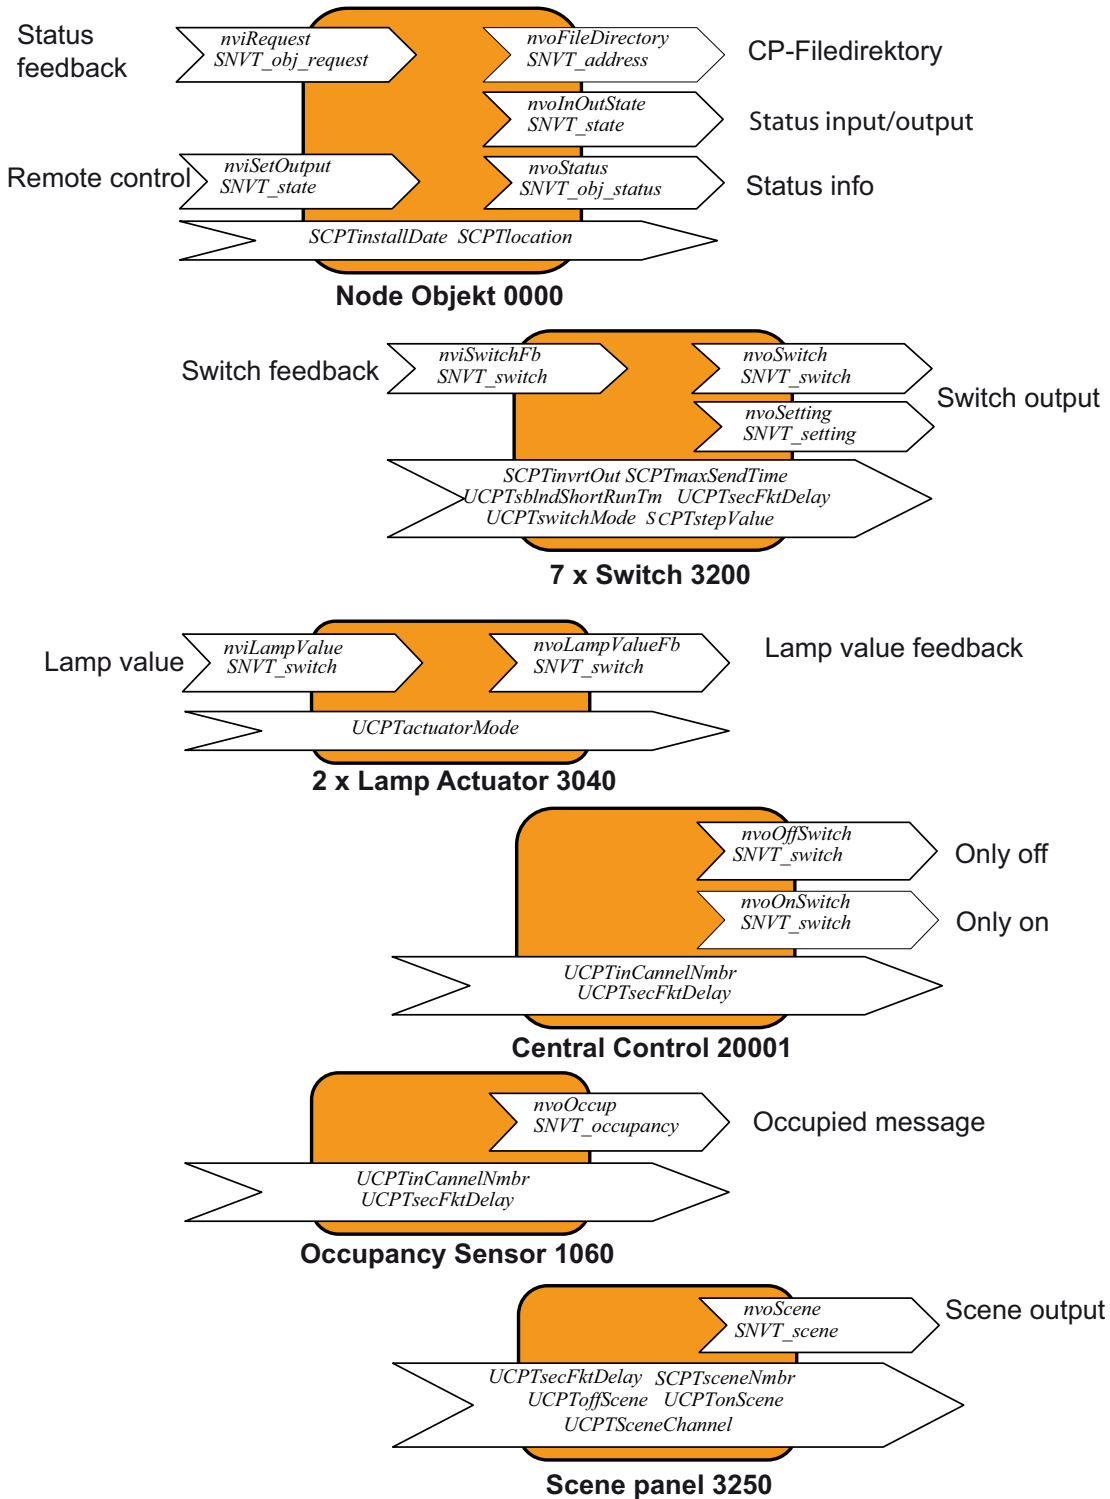 Status
feedback
nviRequest
SNVT_obj_request
nvoFileDirectory
SNVT_address
CP-Filedirektory
nvoInOutState
SNVT_state
Status input/output
Remote control
nviSetOutput
SNVT_state
nvoStatus
SNVT_obj_status
Status info
SCPTinstallDate SCPTlocation
Node Objekt 0000
Switch feedback
nviSwitchFb
SNVT_switch
nvoSwitch
SNVT_switch
Switch output
nvoSetting
SNVT_setting
SCPTinvrtOut SCPTmaxSendTime
UCPTsblndShortRunTm UCPTsecFktDelay
UCPTswitchMode SCPTstepValue
7 x Switch 3200
Lamp value
nviLampValue
SNVT_switch
nvoLampValueFb
SNVT_switch
Lamp value feedback
UCPTactuatorMode
2 x Lamp Actuator 3040
nvoOffSwitch
SNVT_switch
Only off
nvoOnSwitch
SNVT_switch
Only on
UCPTinCannelNmbr
UCPTsecFktDelay
Central Control 20001
nvoOccup
SNVT_occupancy
Occupied message
UCPTinCannelNmbr
UCPTsecFktDelay
Occupancy Sensor 1060
nvoScene
SNVT_scene
Scene output
UCPTsecFktDelay SCPTsceneNmbr
UCPToffScene UCPTonScene
UCPTSceneChannel
Scene panel 3250